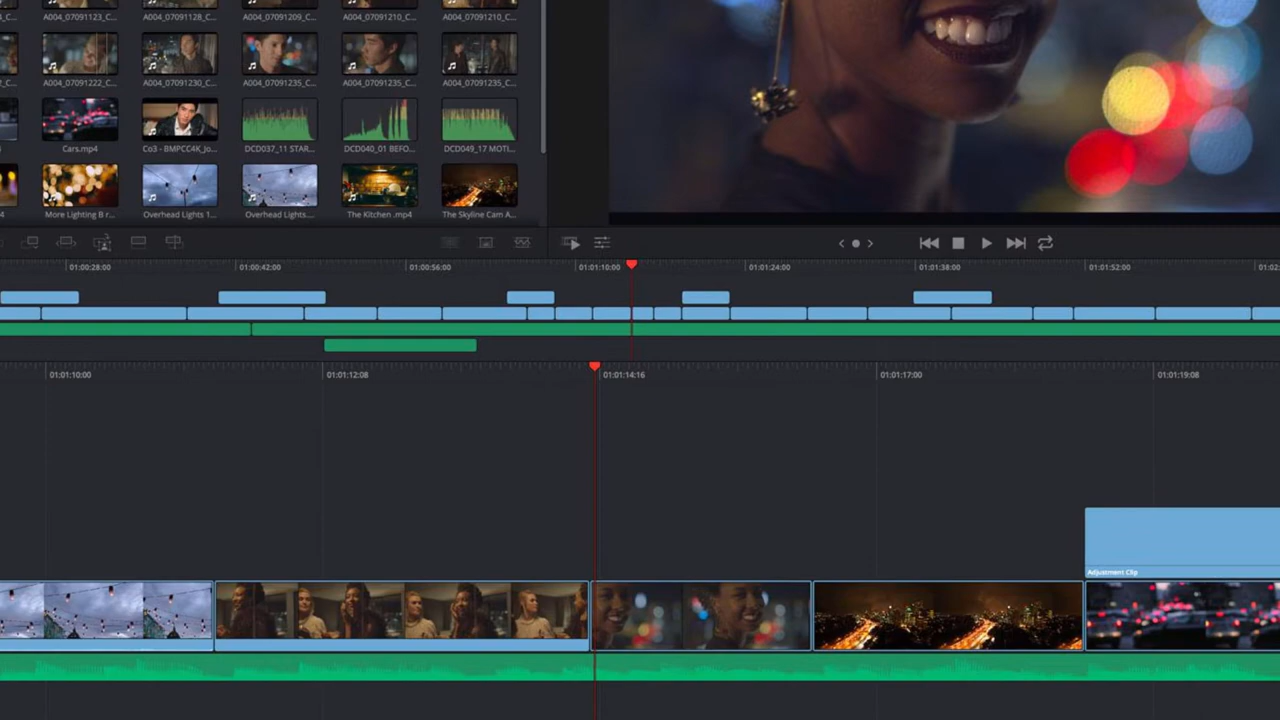 A004_07091123_C...
A004_07091128_C...
A004_07091209_C...
A004_07091210_C...
A004_07091210_C...
A004_07091222_C...
A004_07091230_C...
A004_07091235_C...
A004_07091235_C...
A004_07091235_C...
Cars.mp4
Co3 - BMPCC4K_Jo...
DCD037_11 STAR...
DCD040_01 BEFO...
DCD049_17 MOTI...
4
More Lighting B r...
Overhead Lights 1...
Overhead Lights....
The Kitchen .mp4
The Skyline Cam A...
01:00:28:00
01:00:42:00
01:00:56:00
01:01:10:00
01:01:24:00
01:01:38:00
01:01:52:00
01:02:
01:01:10:00
01:01:12:08
01:01:14:16
01:01:17:00
01:01:19:08
Adjustment Clip